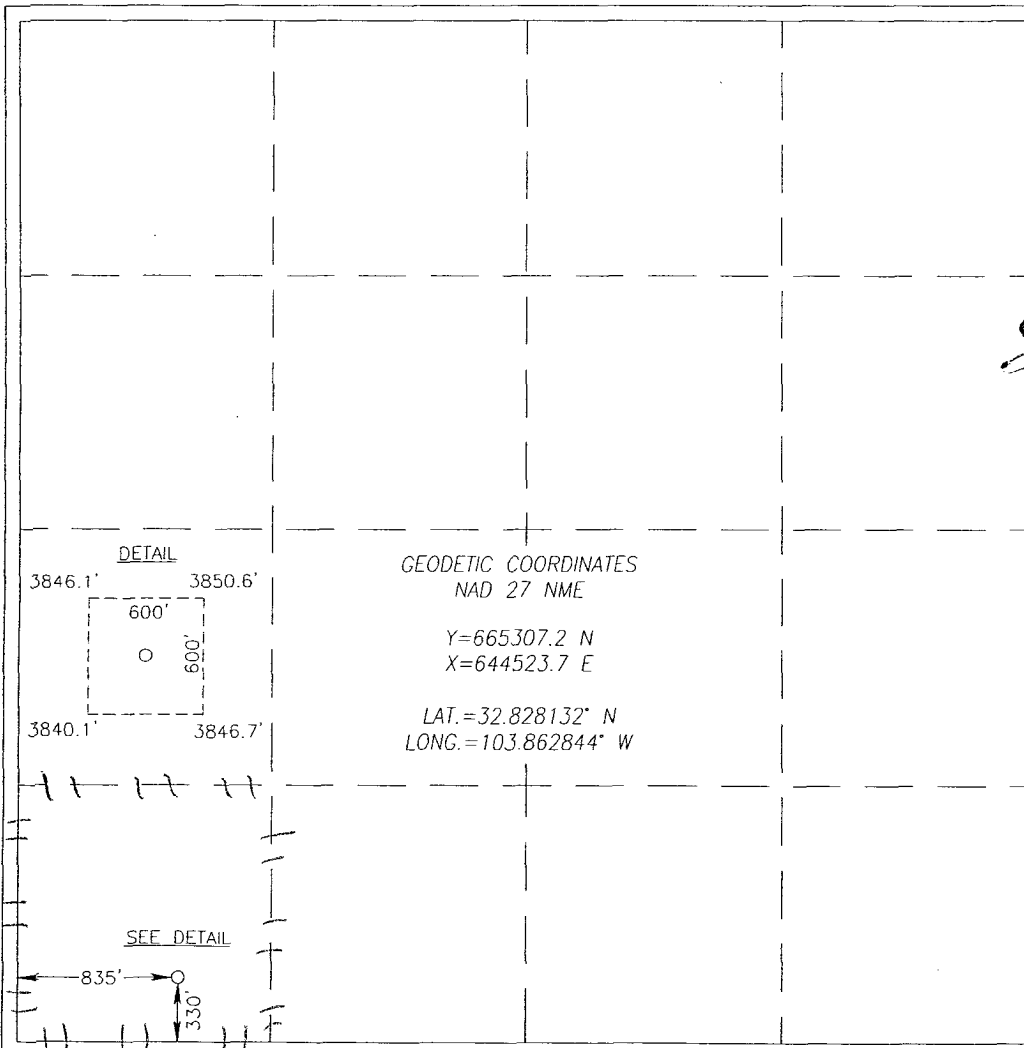 DETAIL
3846.1' 3850.6'
600'
600'
3840.1' 3846.7'
GEODETIC COORDINATES
NAD 27 NME
Y=665307.2 N
X=644523.7 E
LAT.=32.828132° N
LONG.=103.862844° W
SEE DETAIL
835'
330'